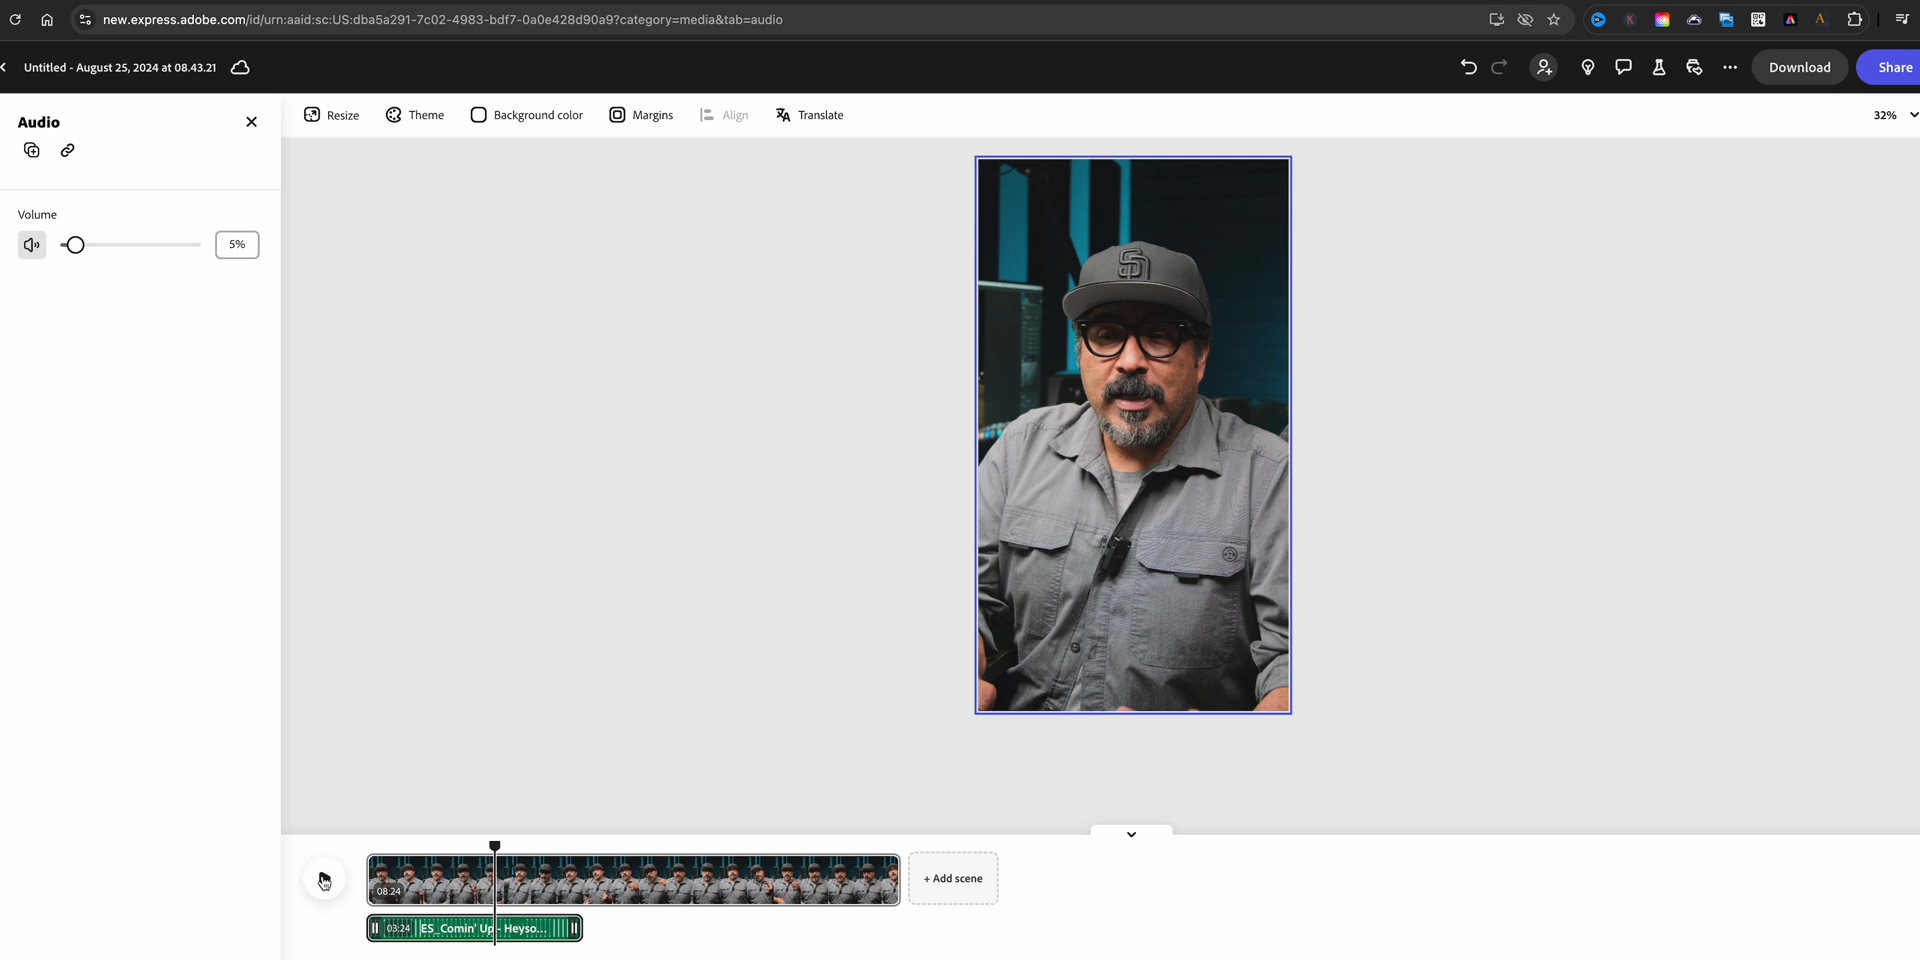 new.express.adobe.com/id/urn:aaid:sc:US:dba5a291-7c02-4983-bdf7-0a0e428d90a9?category=media&tab=audio
Untitled - August 25, 2024 at 08.43.21
Download
Share
Audio
Resize
Theme
Background color
Margins
Align
Translate
32%
Volume
5%
SD
08:24
+ Add scene
03:24
ES_Comin' Up - Heyso...